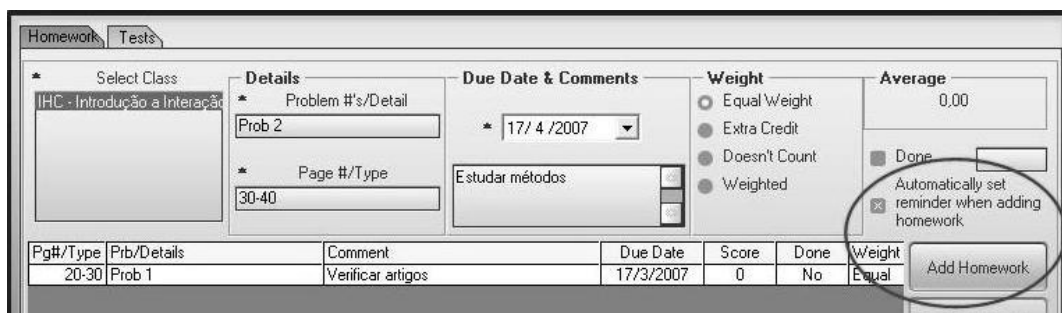 Homework Tests
* Select Class
IHC - Introdução a Interação
Details
* Problem #'s/Detail
Prob 2
* Page #/Type
30-40
Due Date & Comments
* 17/ 4 /2007
Estudar métodos
Weight
Equal Weight
Extra Credit
Doesn't Count
Weighted
Average
0,00
Done
Automatically set
reminder when adding
homework
Add Homework
Pg#/Type Prb/Details Comment Due Date Score Done Weight
20-30 Prob 1 Verificar artigos 17/3/2007 0 No Equal